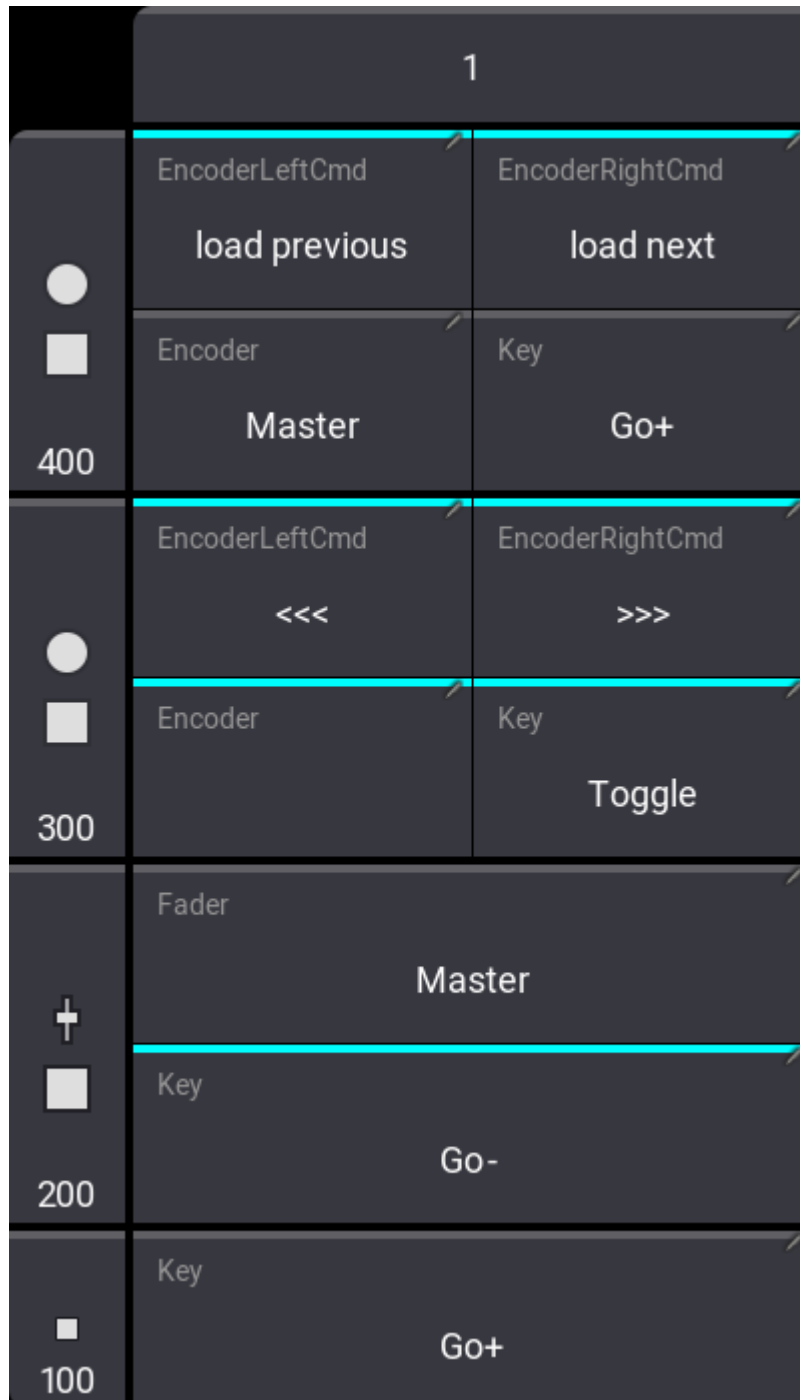 1
EncoderLeftCmd EncoderRightCmd
load previous load next
Encoder Key
Master Go+
400
EncoderLeftCmd EncoderRightCmd
<<< >>>
Encoder Key
Toggle
300
Fader
Master
Key
Go-
200
Key
Go+
100